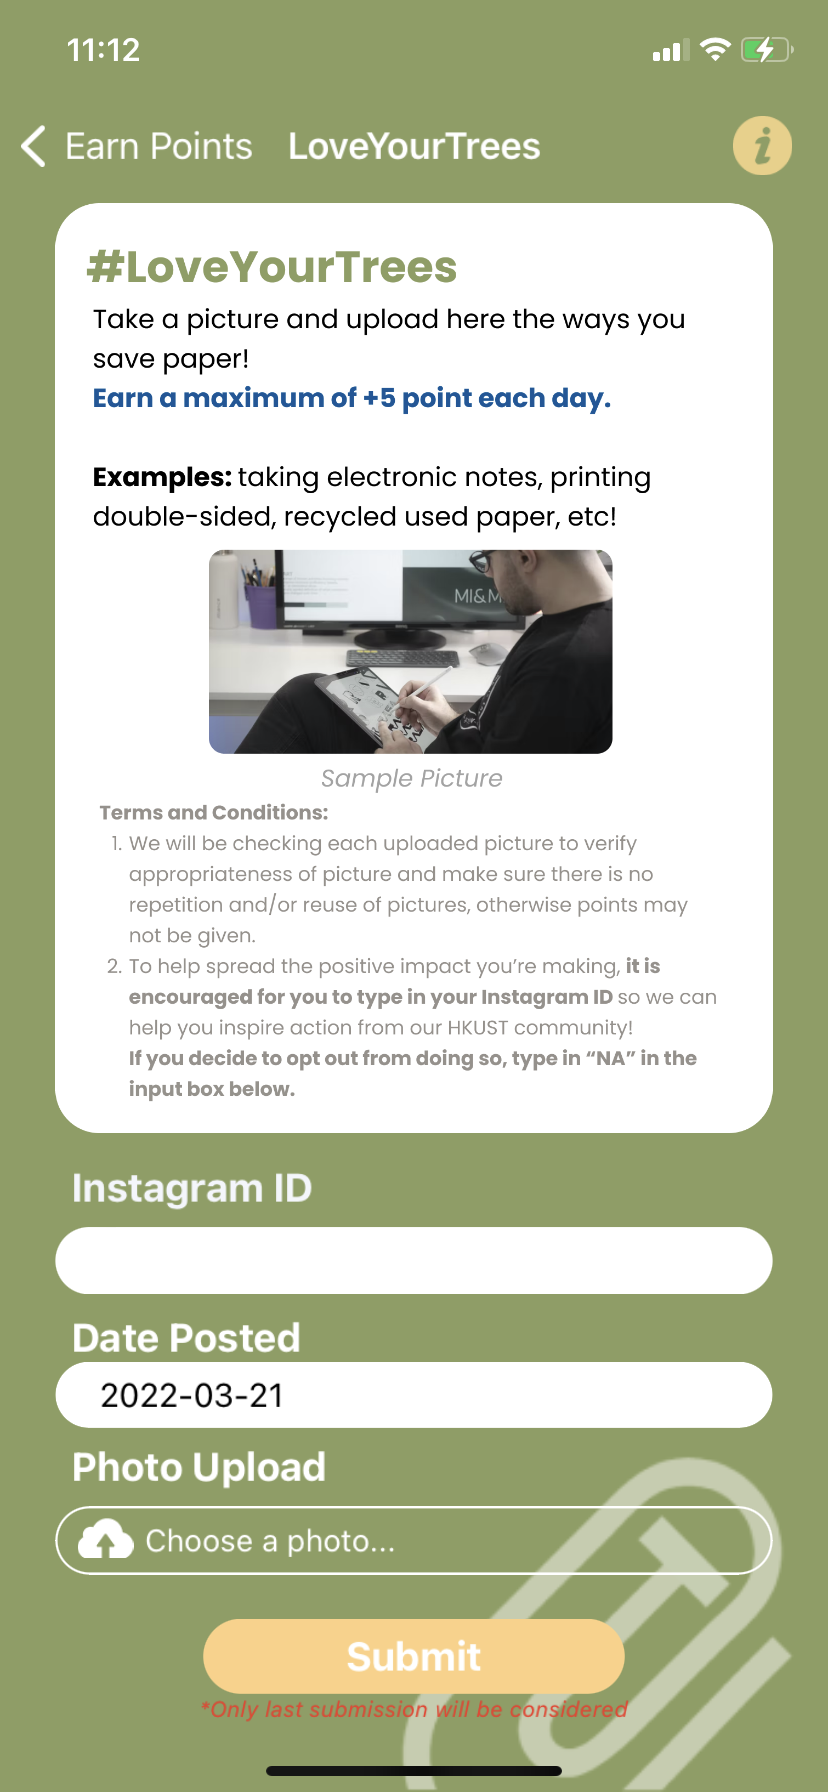 11:12
Earn Points LoveYourTrees i
#LoveYourTrees
Take a picture and upload here the ways you
save paper!
Earn a maximum of +5 point each day.
Examples: taking electronic notes, printing
double-sided, recycled used paper, etc!
MI&M
Sample Picture
Terms and Conditions:
1. We will be checking each uploaded picture to verify
appropriateness of picture and make sure there is no
repetition and/or reuse of pictures, otherwise points may
not be given.
2. To help spread the positive impact you're making, it is
encouraged for you to type in your Instagram ID so we can
help you inspire action from our HKUST community!
If you decide to opt out from doing so, type in “NA” in the
input box below.
Instagram ID
Date Posted
2022-03-21
Photo Upload
Choose a photo...
Submit
*Only last submission will be considered